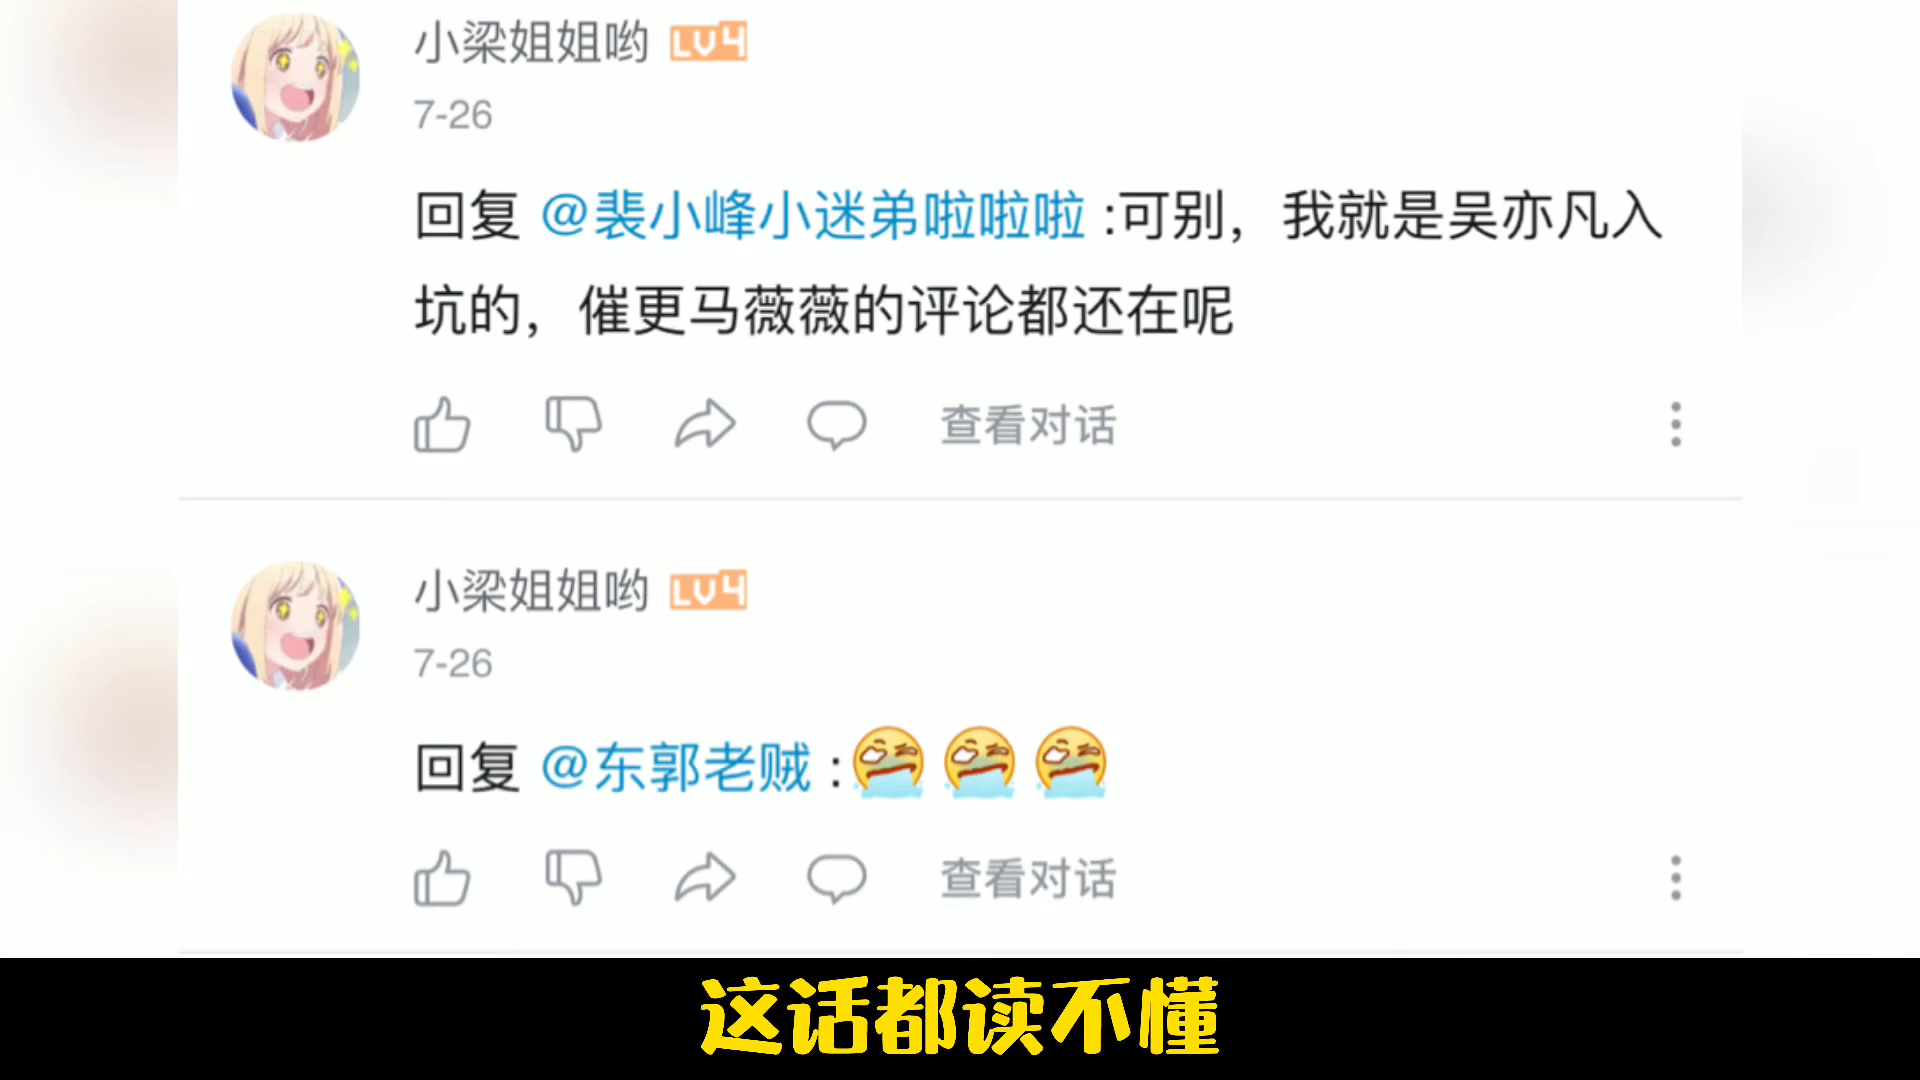 小梁姐姐哟 LV4
7-26
回复 @裴小峰小迷弟啦啦啦 :可别，我就是吴亦凡入
坑的，催更马薇薇的评论都还在呢
查看对话
小梁姐姐哟 LV4
7-26
回复 @东郭老贼 :
查看对话
这话都读不懂